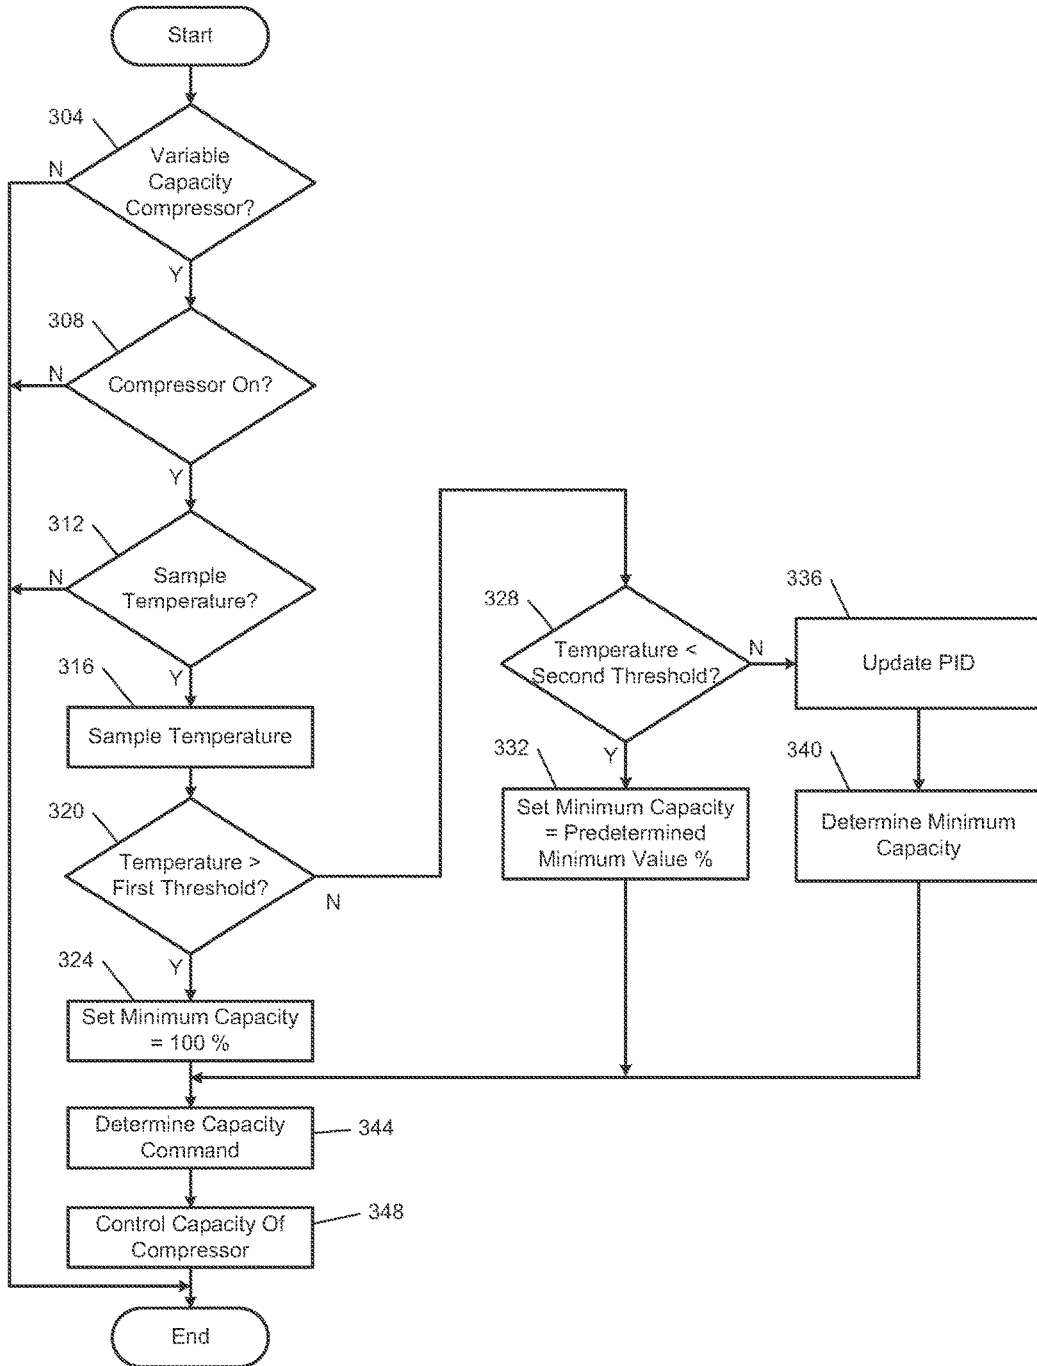 Start
304
Variable
Capacity
Compressor?
N
Y
308
Compressor On?
N
Y
312
Sample
Temperature?
N
Y
316
Sample Temperature
320
Temperature >
First Threshold?
N
Y
324
Set Minimum Capacity
= 100 %
328
Temperature <
Second Threshold?
N
Y
332
Set Minimum Capacity
= Predetermined
Minimum Value %
336
Update PID
340
Determine Minimum
Capacity
Determine Capacity
Command
344
Control Capacity Of
Compressor
348
End